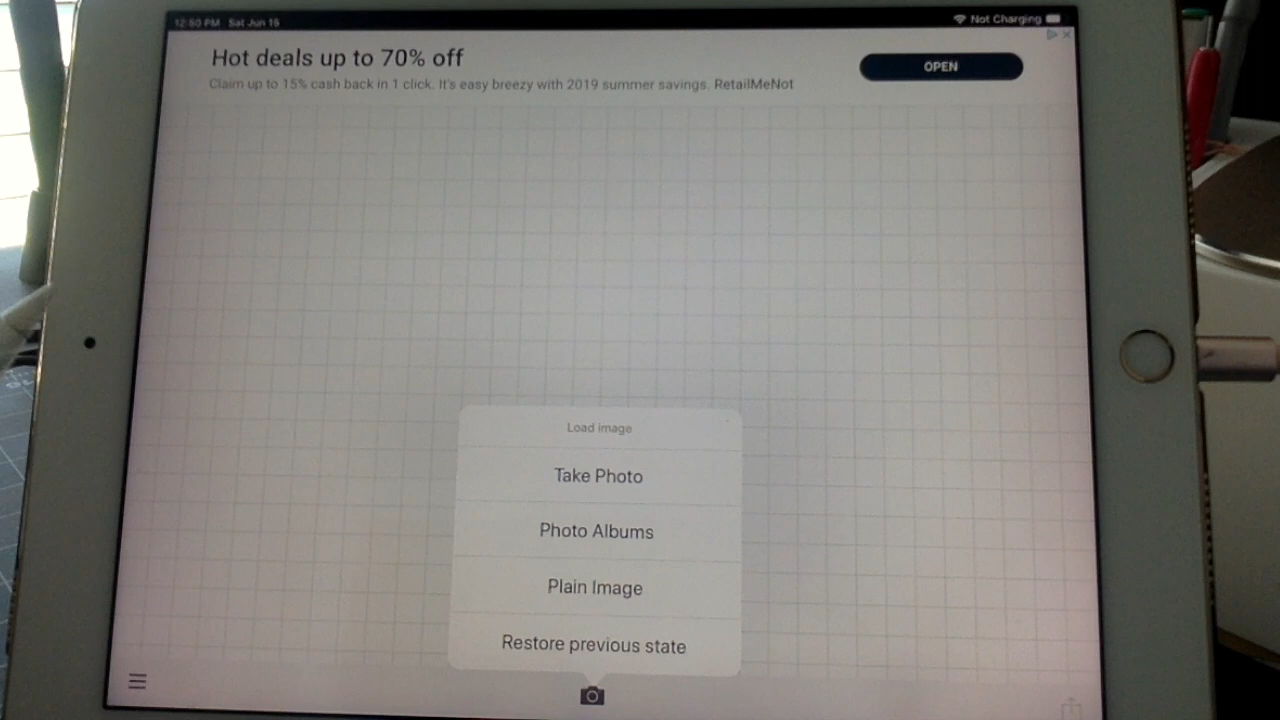 12:50 PM Sat Jun 15
Not Charging
Hot deals up to 70% off
Claim up to 15% cash back in 1 click. It's easy breezy with 2019 summer savings. RetailMeNot
OPEN
Load image
Take Photo
Photo Albums
Plain Image
Restore previous state